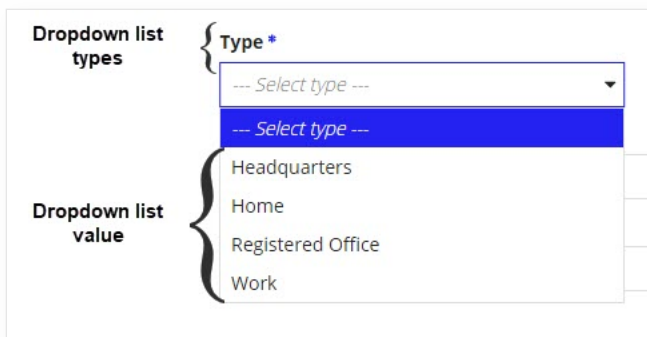 Dropdown list
types
Type *
--- Select type ---
--- Select type ---
Headquarters
Home
Registered Office
Work
Dropdown list
value